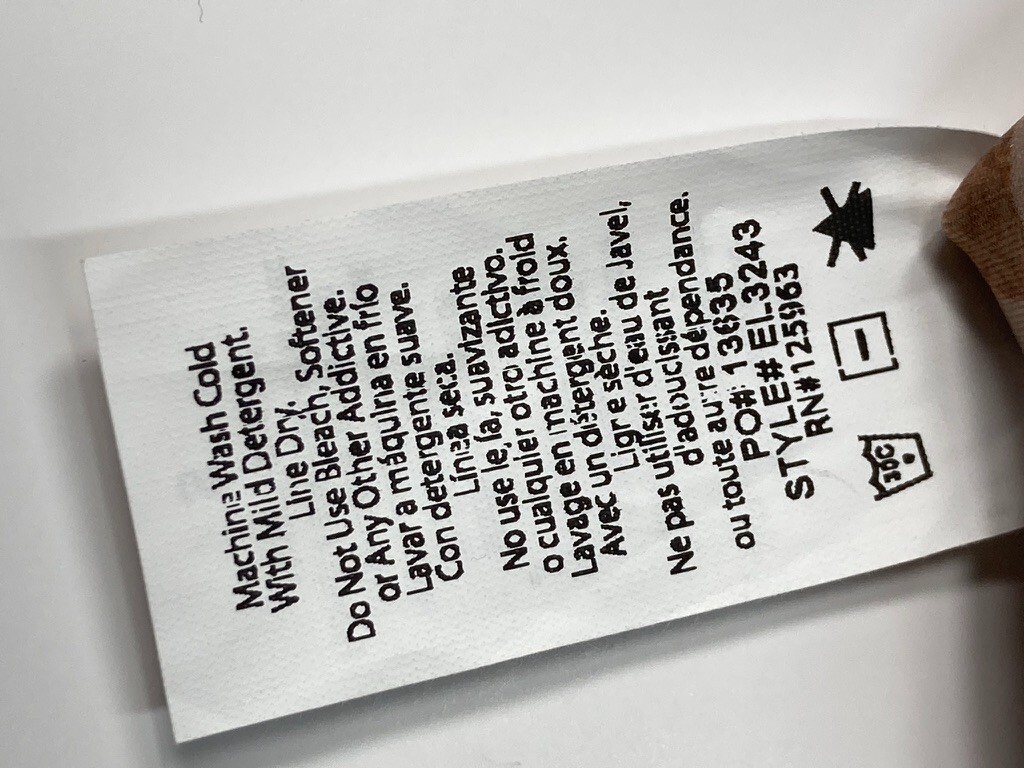 Machine Wash Cold
With Mild Detergent.
Line Dry.
Do Not Use Bleach, Softener
or Any Other Addictive.
Lavar a máquina en frío
Con detergente suave.
Línea seca.
No use lejía, suavizante
o cualquier otro adictivo.
Lavage en machine à froid
Avec un détergent doux.
Ligne sèche.
Ne pas utiliser d'eau de Javel,
d'adoucissant
ou toute autre dépendance.
PO#: 13635
STYLE# EL3243
RN#125963
30C